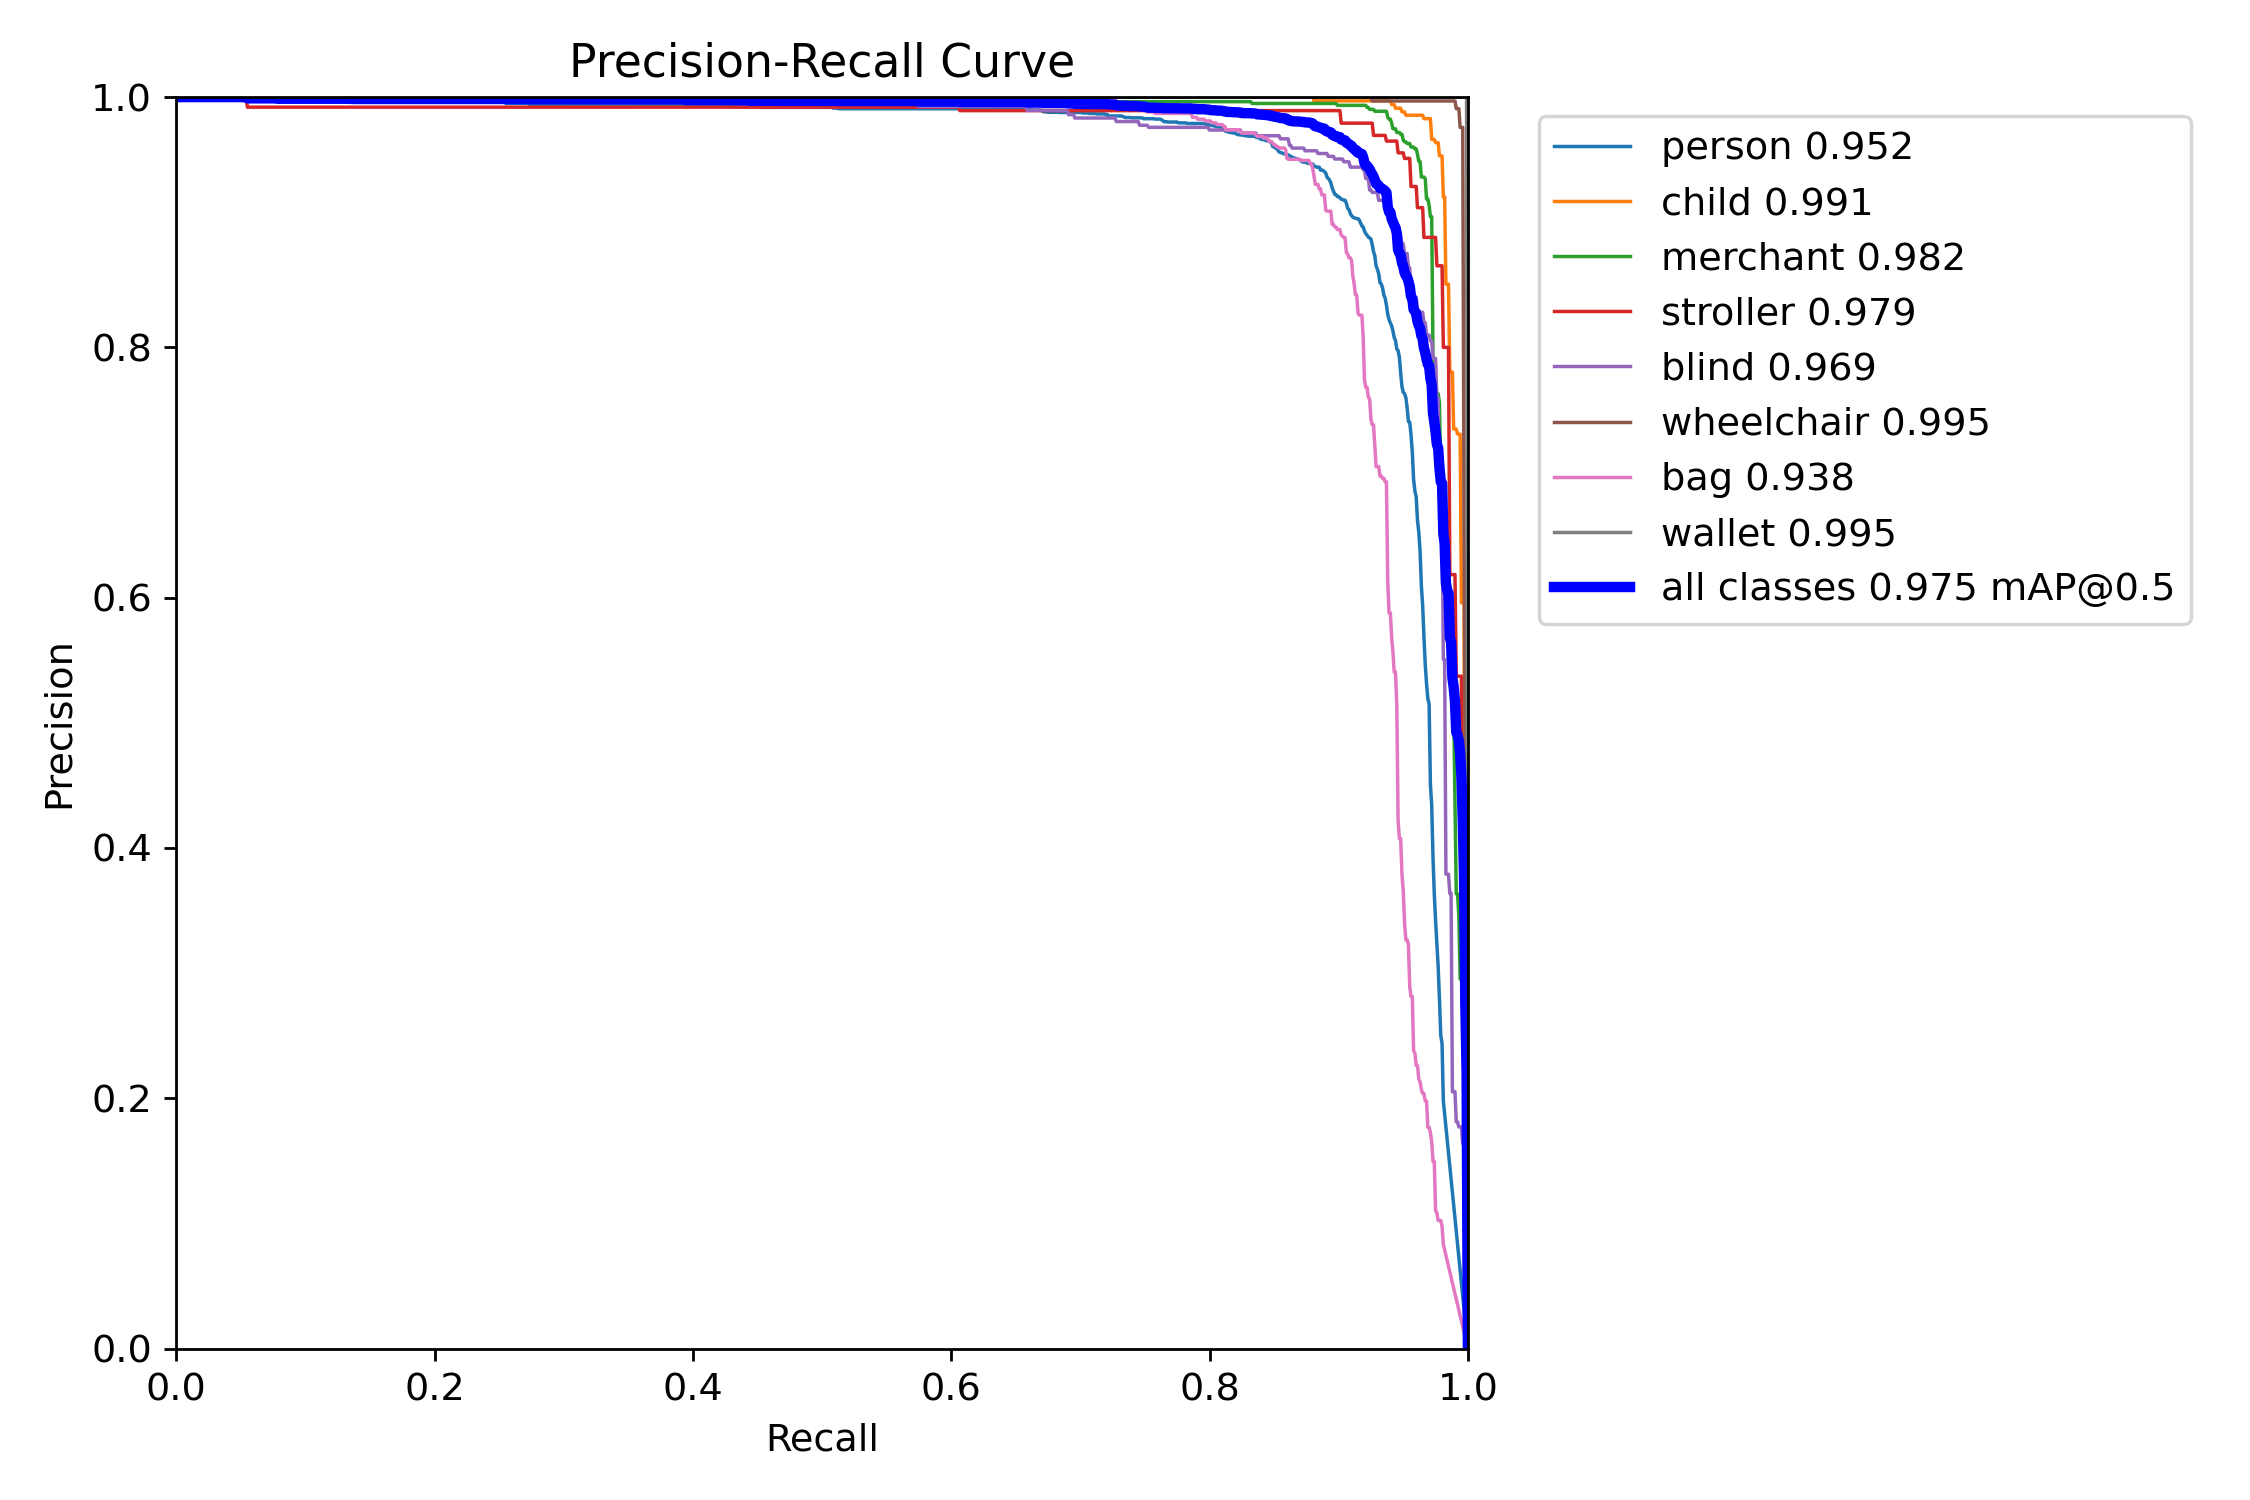 Precision-Recall Curve
1.0
0.8
0.6
0.4
0.2
0.0
Precision
0.0 0.2 0.4 0.6 0.8 1.0
Recall
person 0.952
child 0.991
merchant 0.982
stroller 0.979
blind 0.969
wheelchair 0.995
bag 0.938
wallet 0.995
all classes 0.975 mAP@0.5